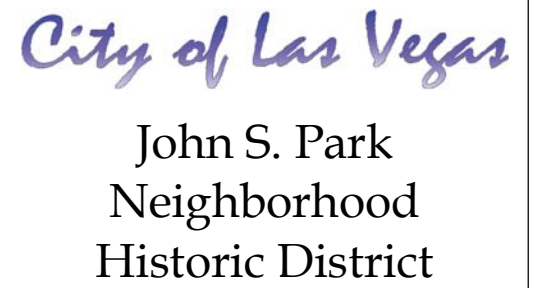 City of Las Vegas
John S. Park
Neighborhood
Historic District